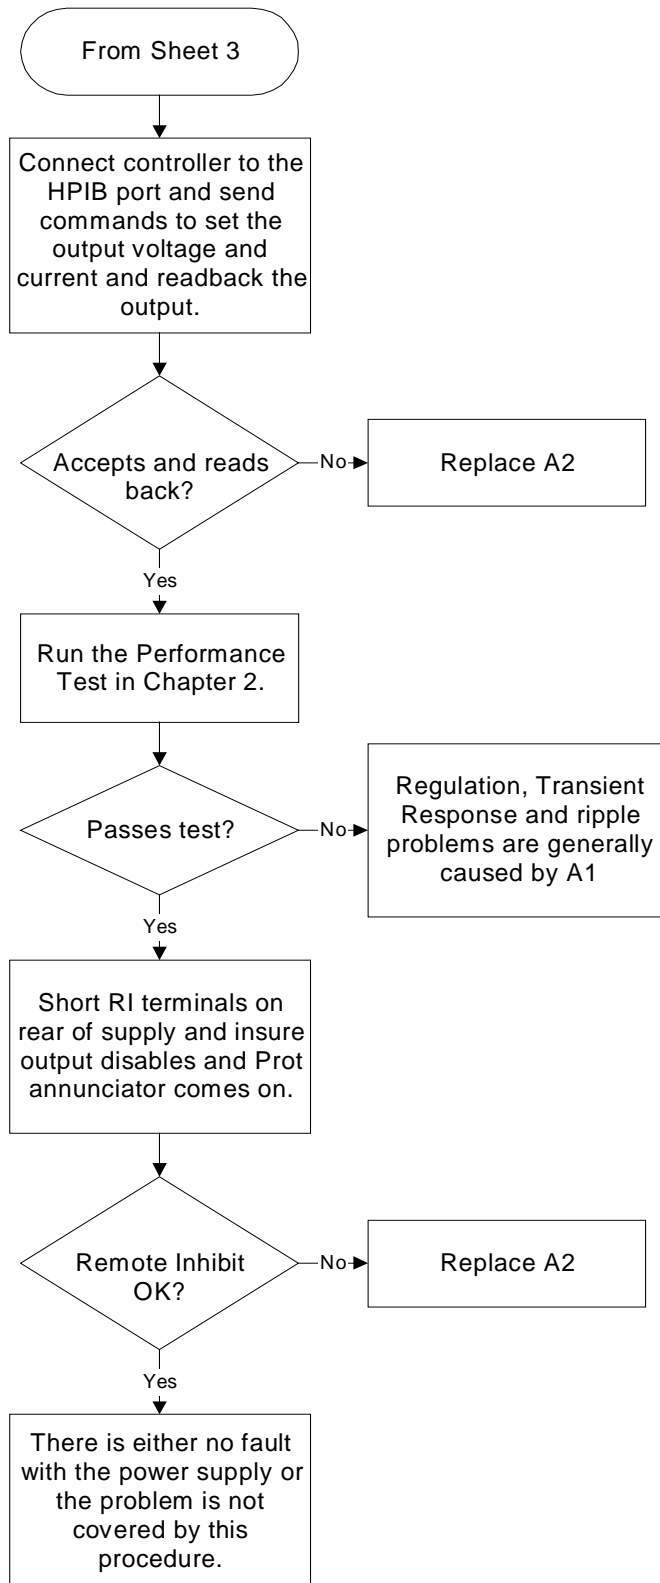 From Sheet 3
Connect controller to the
HPIB port and send
commands to set the
output voltage and
current and readback the
output.
Accepts and reads
back?
No
Replace A2
Yes
Run the Performance
Test in Chapter 2.
Passes test?
No
Regulation, Transient
Response and ripple
problems are generally
caused by A1
Yes
Short RI terminals on
rear of supply and insure
output disables and Prot
annunciator comes on.
Remote Inhibit
OK?
No
Replace A2
Yes
There is either no fault
with the power supply or
the problem is not
covered by this
procedure.